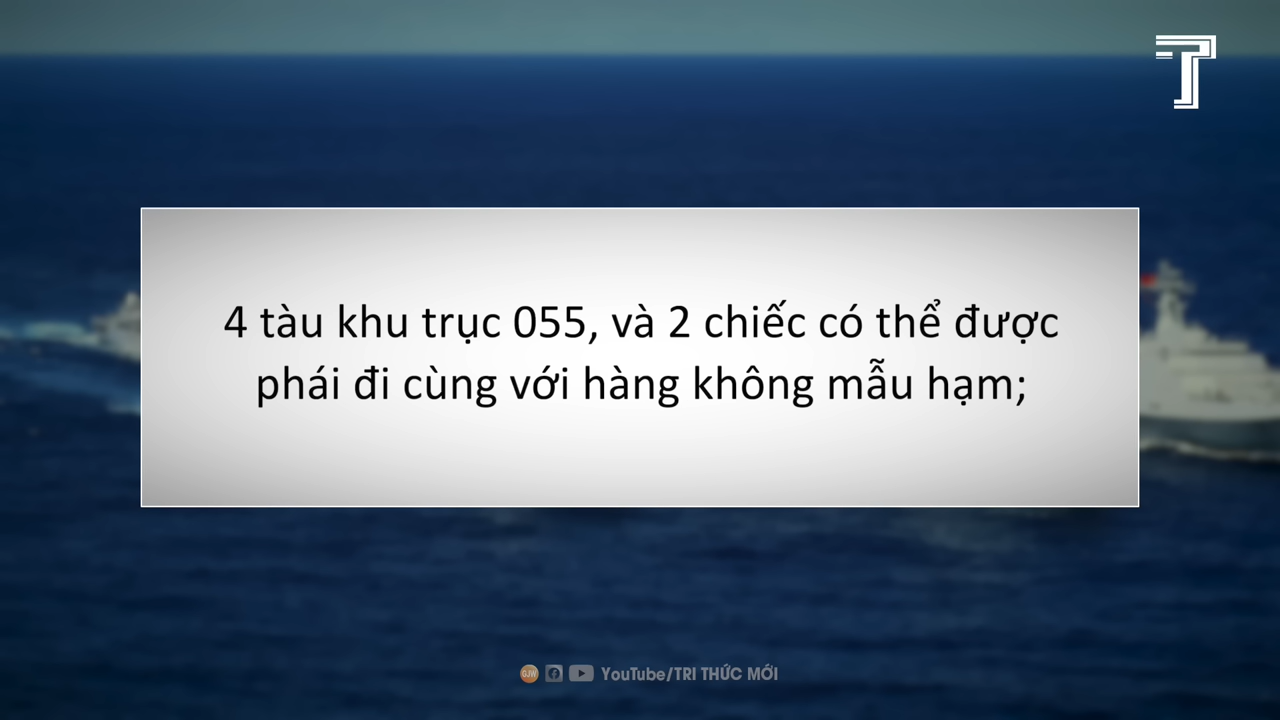 4 tàu khu trục 055, và 2 chiếc có thể được
phái đi cùng với hàng không mẫu hạm;
GJW YouTube/TRI THỨC MỚI